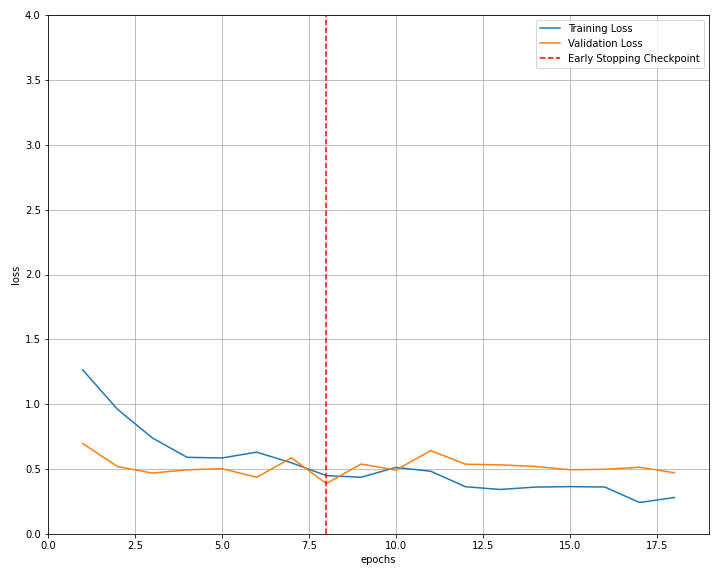 4.0
3.5
3.0
2.5
2.0
1.5
1.0
0.5
0.0
loss
Training Loss
Validation Loss
Early Stopping Checkpoint
0.0 2.5 5.0 7.5 10.0 12.5 15.0 17.5
epochs